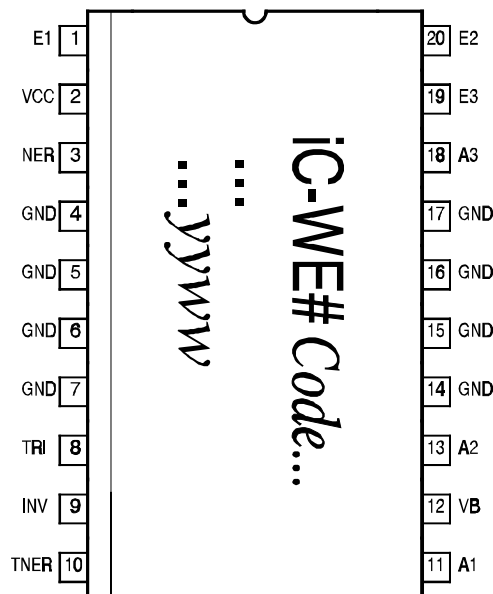 E1 1 20 E2
VCC 2 19 E3
NER 3 18 A3
GND 4 17 GND
GND 5 16 GND
GND 6 15 GND
GND 7 14 GND
TRI 8 13 A2
INV 9 12 VB
TNER 10 11 A1
iC-WE# Code...
...
...yyww